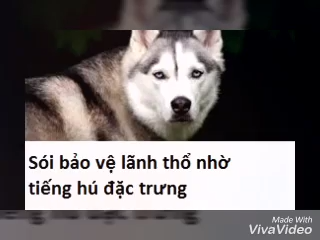 Sói bảo vệ lãnh thổ nhờ
tiếng hú đặc trưng
Made With
VivaVideo